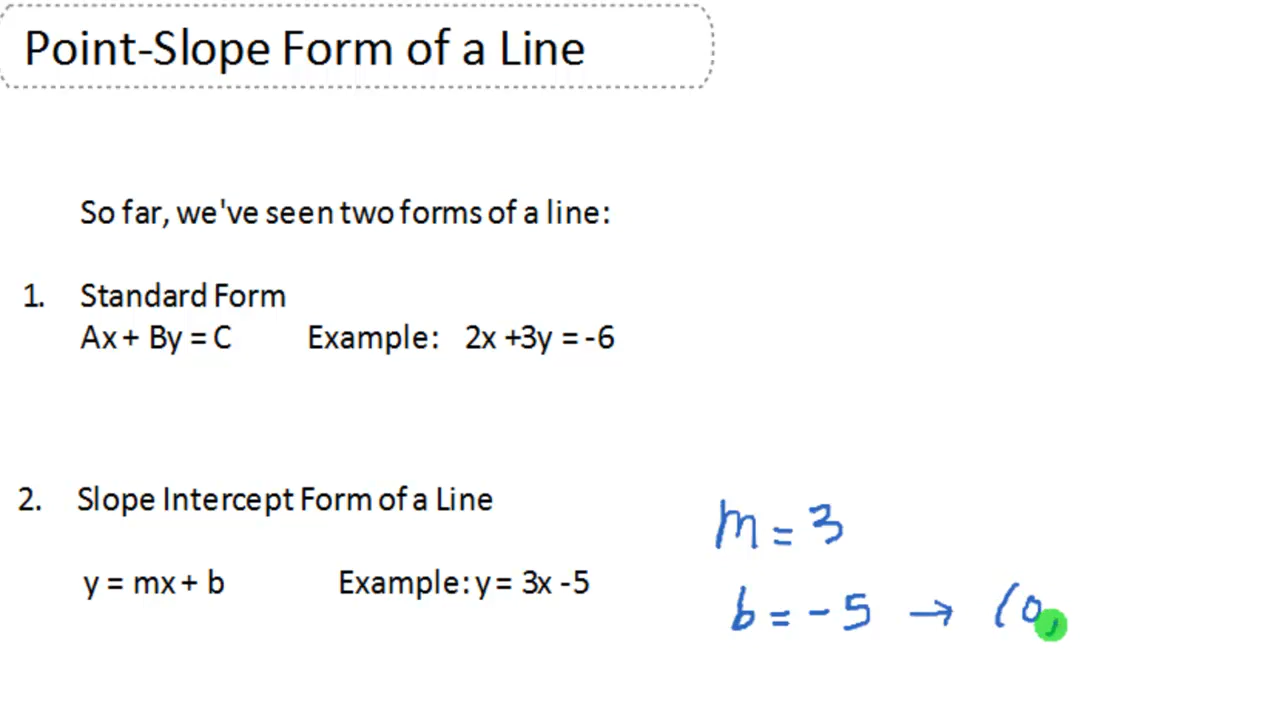 Point-Slope Form of a Line
So far, we've seen two forms of a line:
1. Standard Form
Ax + By = C Example: 2x +3y = -6
2. Slope Intercept Form of a Line
m = 3
y = mx + b Example: y = 3x -5
b = -5 → (0,